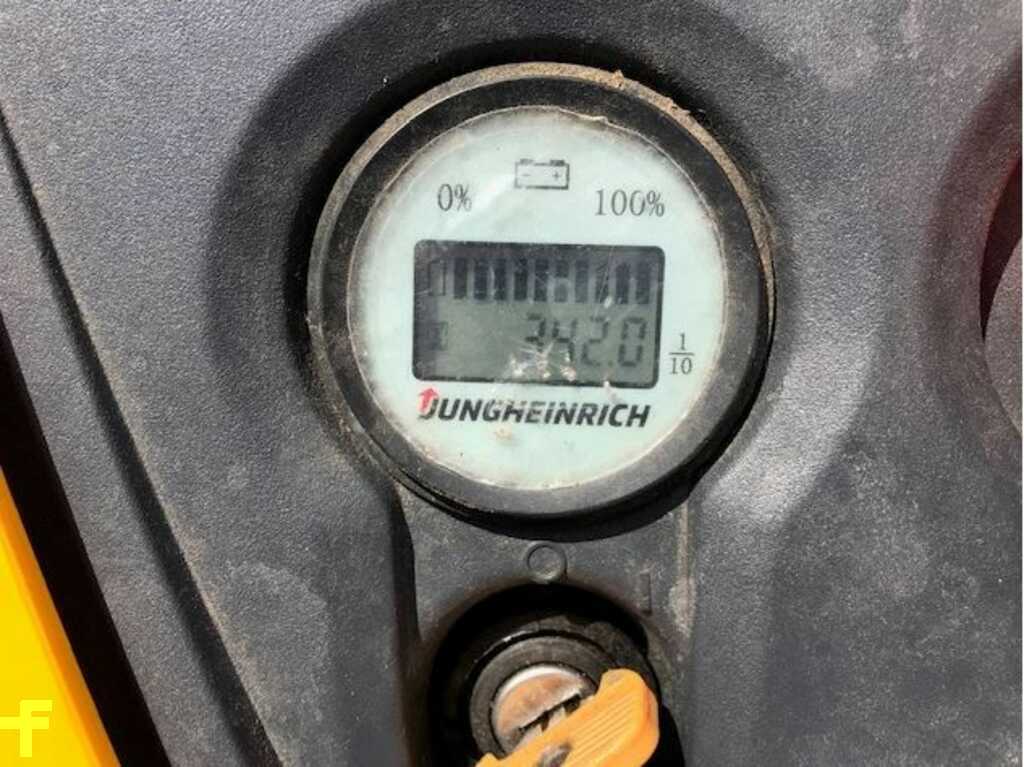 - +
0% 100%
342.0
1/10
JUNGHEINRICH
O I
F